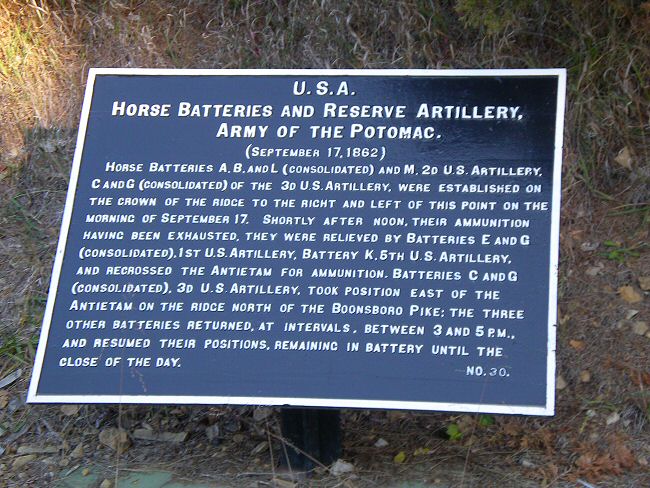 U.S.A.
Horse Batteries and Reserve Artillery,
Army of the Potomac.
(September 17, 1862)
Horse Batteries A, B, and L (consolidated) and M, 2d U.S. Artillery,
C and G (consolidated) of the 3d U.S. Artillery, were established on
the crown of the ridge to the right and left of this point on the
morning of September 17. Shortly after noon, their ammunition
having been exhausted, they were relieved by Batteries E and G
(consolidated), 1st U.S. Artillery, Battery K, 5th U.S. Artillery,
and recrossed the Antietam for ammunition. Batteries C and G
(consolidated), 3d U.S. Artillery, took position east of the
Antietam on the ridge north of the Boonsboro Pike; the three
other batteries returned, at intervals, between 3 and 5 P.M.,
and resumed their positions, remaining in battery until the
close of the day.
No. 30.